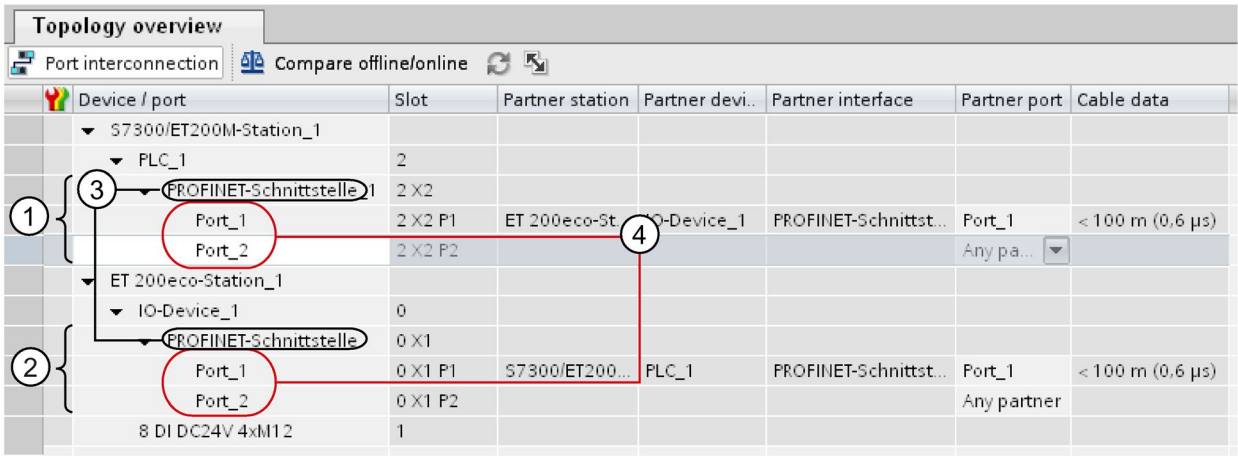 Topology overview
Port interconnection Compare offline/online
Device / port Slot Partner station Partner devi.. Partner interface Partner port Cable data
S7300/ET200M-Station_1
PLC_1 2
3 PROFINET-Schnittstelle_1 2 X2
1
Port_1 2 X2 P1 ET 200eco-St... IO-Device_1 PROFINET-Schnittst... Port_1 < 100 m (0,6 µs)
4
Port_2 2 X2 P2 Any pa...
ET 200eco-Station_1
IO-Device_1 0
PROFINET-Schnittstelle 0 X1
2
Port_1 0 X1 P1 S7300/ET200... PLC_1 PROFINET-Schnittst... Port_1 < 100 m (0,6 µs)
Port_2 0 X1 P2 Any partner
8 DI DC24V 4xM12 1